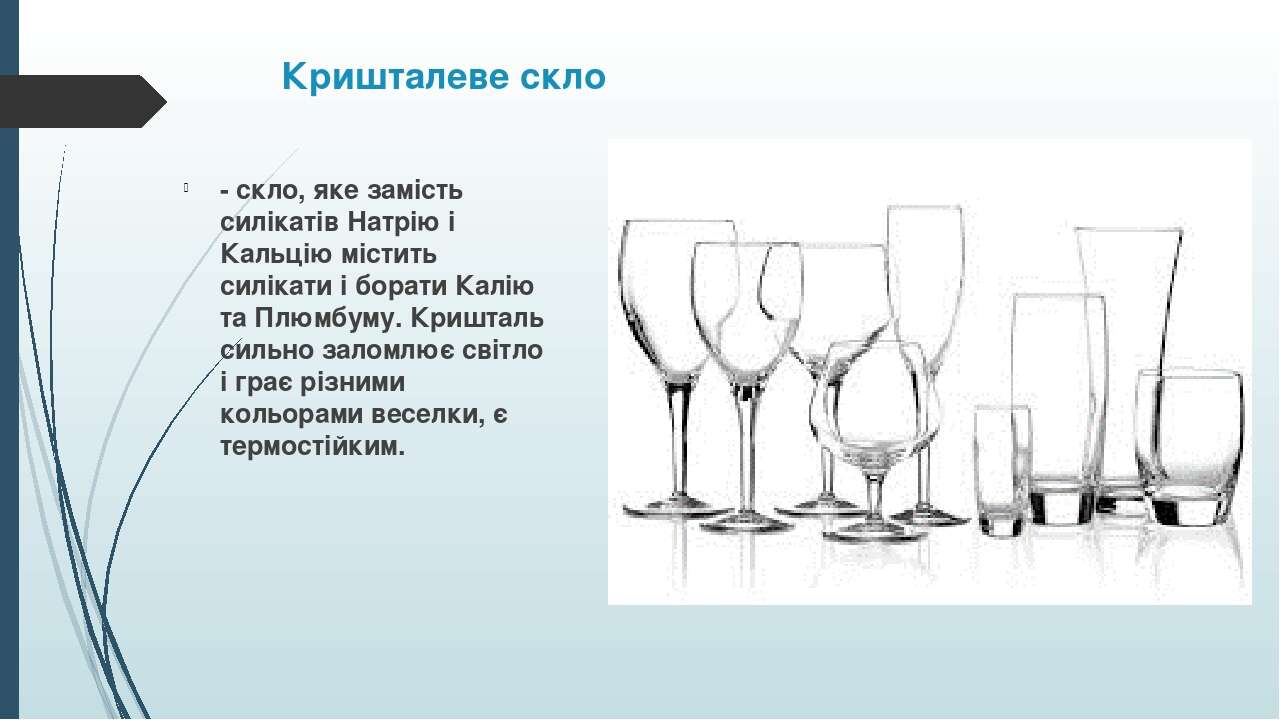 Кришталеве скло
- скло, яке замість
силікатів Натрію і
Кальцію містить
силікати і борати Калію
та Плюмбуму. Кришталь
сильно заломлює світло
і грає різними
кольорами веселки, є
термостійким.